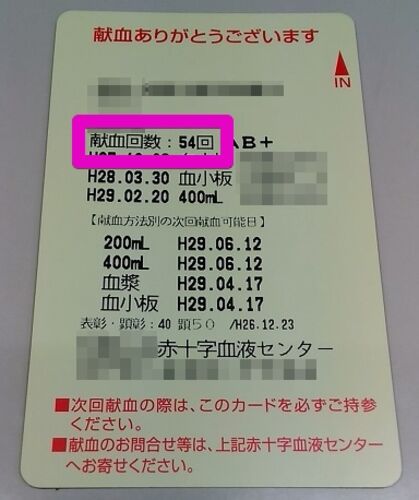 献血ありがとうございます
IN
献血回数：54回 AB+
H28.03.30 血小板
H29.02.20 400mL
【献血方法別の次回献血可能日】
200mL H29.06.12
400mL H29.06.12
血漿 H29.04.17
血小板 H29.04.17
表彰・顕彰：40 顕50 /H26.12.23
赤十字血液センター
■次回献血の際は、このカードを必ずご持参
ください。
■献血のお問合せ等は、上記赤十字血液センター
へお寄せください。